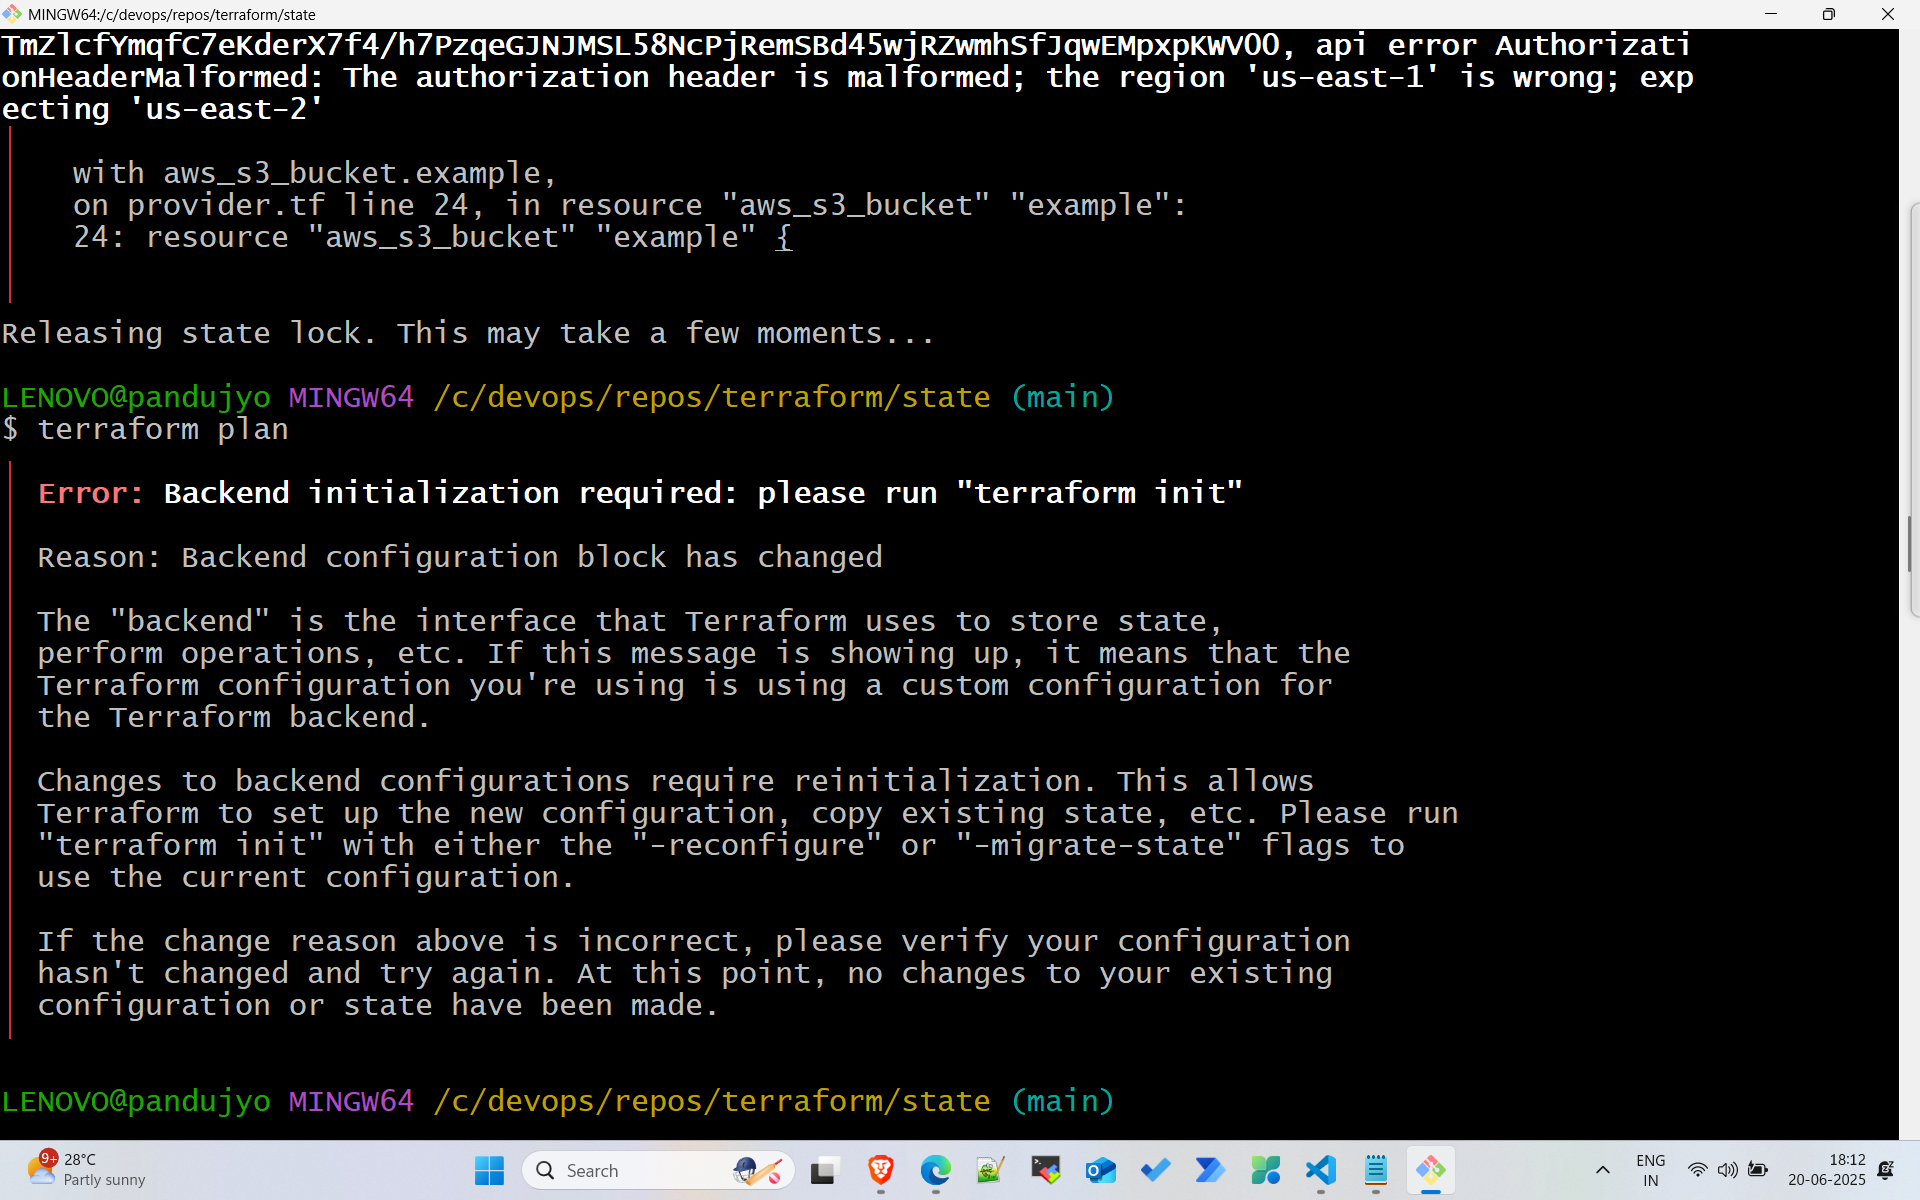 MINGW64:/c/devops/repos/terraform/state
TmZlcfYmqfC7eKderX7f4/h7PzqeGJNJMSL58NcPjRemSBd45wjRZwmhSfJqwEMpxpKWVO0, api error Authorizati
onHeaderMalformed: The authorization header is malformed; the region 'us-east-1' is wrong; exp
ecting 'us-east-2'
with aws_s3_bucket.example,
on provider.tf line 24, in resource "aws_s3_bucket" "example":
24: resource "aws_s3_bucket" "example" {
Releasing state lock. This may take a few moments...
LENOVO@pandujyo MINGW64 /c/devops/repos/terraform/state (main)
$ terraform plan
Error: Backend initialization required: please run "terraform init"
Reason: Backend configuration block has changed
The "backend" is the interface that Terraform uses to store state,
perform operations, etc. If this message is showing up, it means that the
Terraform configuration you're using is using a custom configuration for
the Terraform backend.
Changes to backend configurations require reinitialization. This allows
Terraform to set up the new configuration, copy existing state, etc. Please run
"terraform init" with either the "-reconfigure" or "-migrate-state" flags to
use the current configuration.
If the change reason above is incorrect, please verify your configuration
hasn't changed and try again. At this point, no changes to your existing
configuration or state have been made.
LENOVO@pandujyo MINGW64 /c/devops/repos/terraform/state (main)
9+
28°C
Partly sunny
Search
ENG
IN
18:12
20-06-2025